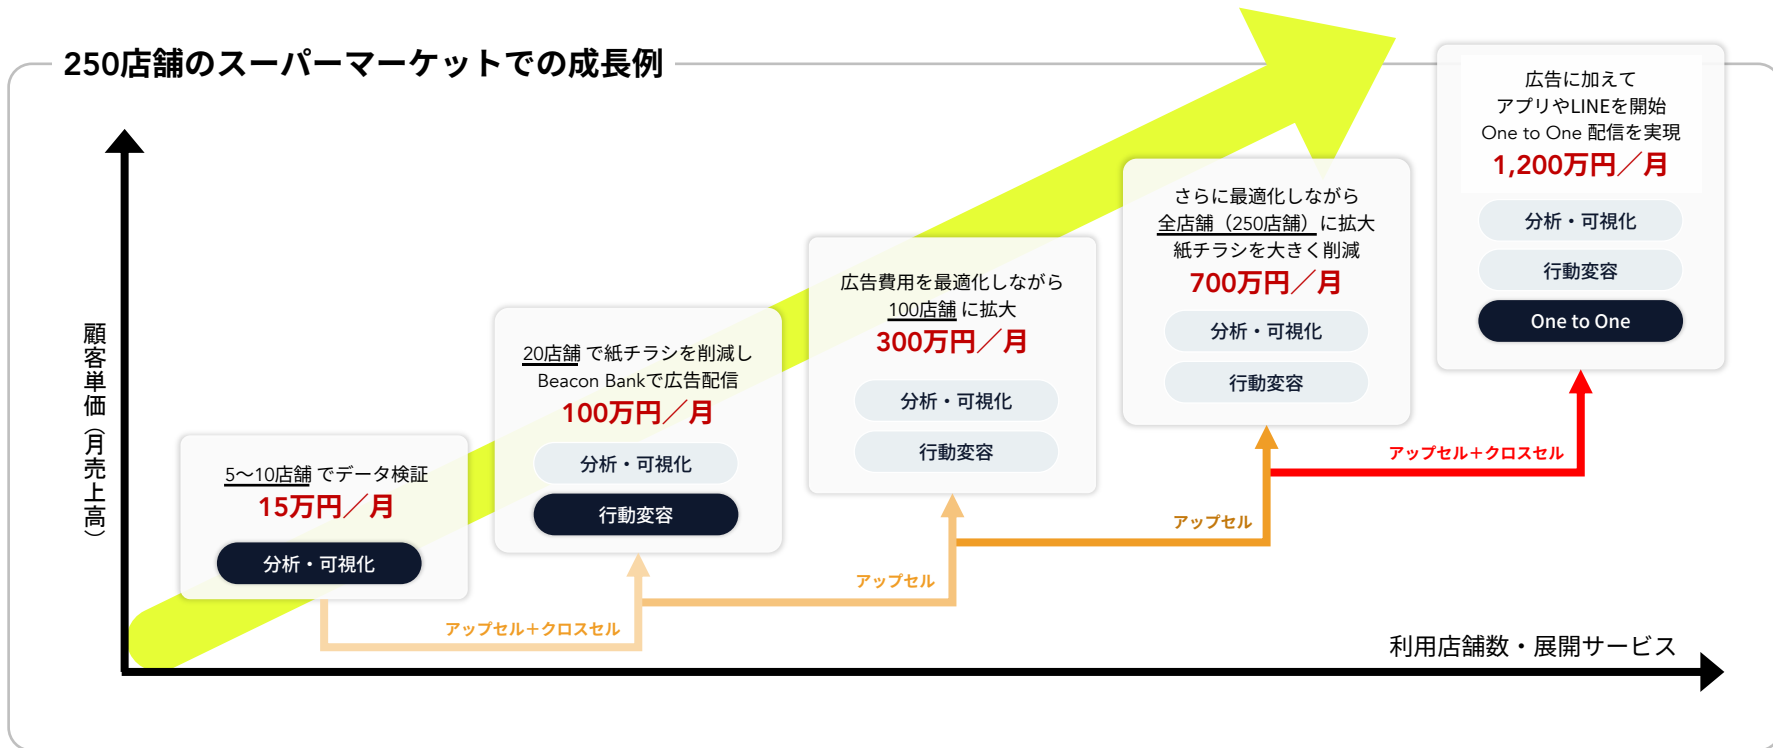 250店舗のスーパーマーケットでの成長例
顧客単価（月売上高）
5〜10店舗 でデータ検証
15万円／月
分析・可視化
アップセル＋クロスセル
20店舗 で紙チラシを削減し
Beacon Bankで広告配信
100万円／月
分析・可視化
行動変容
アップセル
広告費用を最適化しながら
100店舗 に拡大
300万円／月
分析・可視化
行動変容
アップセル
さらに最適化しながら
全店舗（250店舗）に拡大
紙チラシを大きく削減
700万円／月
分析・可視化
行動変容
アップセル＋クロスセル
広告に加えて
アプリやLINEを開始
One to One 配信を実現
1,200万円／月
分析・可視化
行動変容
One to One
利用店舗数・展開サービス